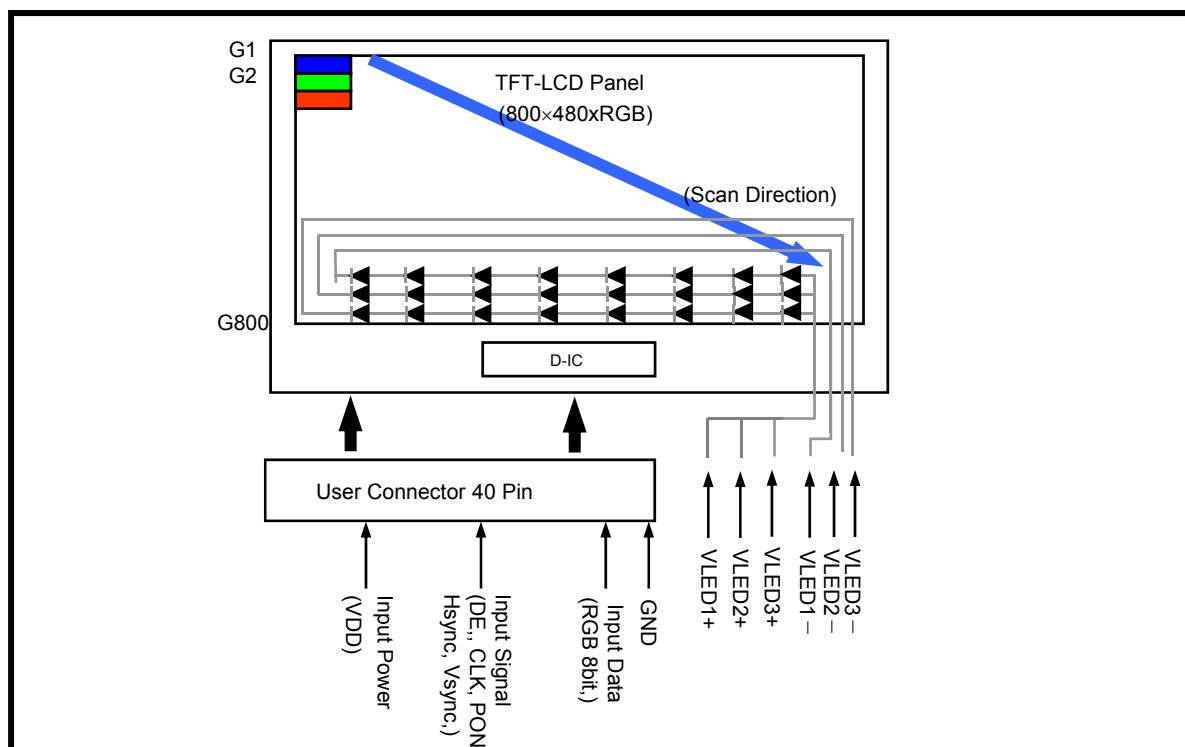 G1
G2
TFT-LCD Panel
(800×480xRGB)
(Scan Direction)
G800
D-IC
User Connector 40 Pin
Input Power
(VDD)
Input Signal
(DE,, CLK, PON
Hsync, Vsync,)
Input Data
(RGB 8bit,)
GND
VLED1+
VLED2+
VLED3+
VLED1 –
VLED2 –
VLED3 –